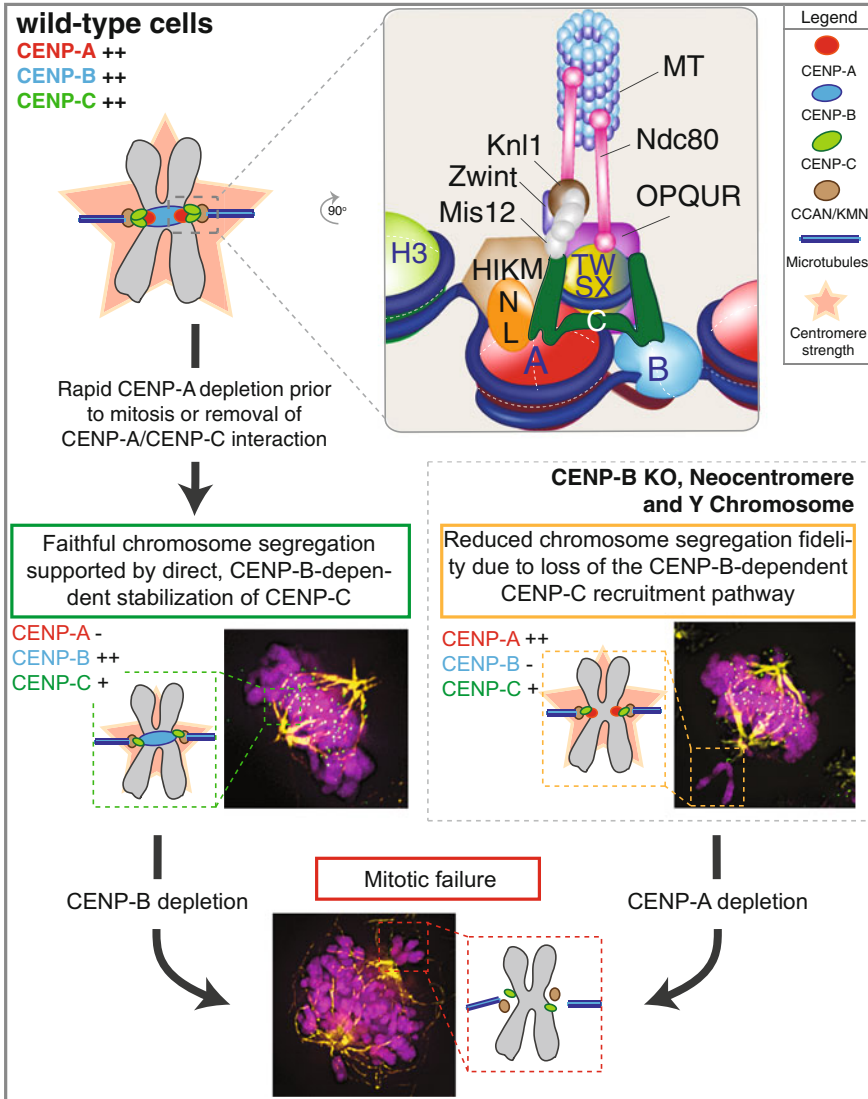 wild-type cells
CENP-A ++
CENP-B ++
CENP-C ++
90°
MT
Knl1
Ndc80
Zwint
Mis12
OPQUR
H3
HIKM
TW
SX
N
L
C
A
B
Legend
CENP-A
CENP-B
CENP-C
CCAN/KMN
Microtubules
Centromere
strength
Rapid CENP-A depletion prior
to mitosis or removal of
CENP-A/CENP-C interaction
CENP-B KO, Neocentromere
and Y Chromosome
Faithful chromosome segregation
supported by direct, CENP-B-depen-
dent stabilization of CENP-C
Reduced chromosome segregation fideli-
ty due to loss of the CENP-B-dependent
CENP-C recruitment pathway
CENP-A -
CENP-B ++
CENP-C +
CENP-A ++
CENP-B -
CENP-C +
CENP-B depletion
Mitotic failure
CENP-A depletion